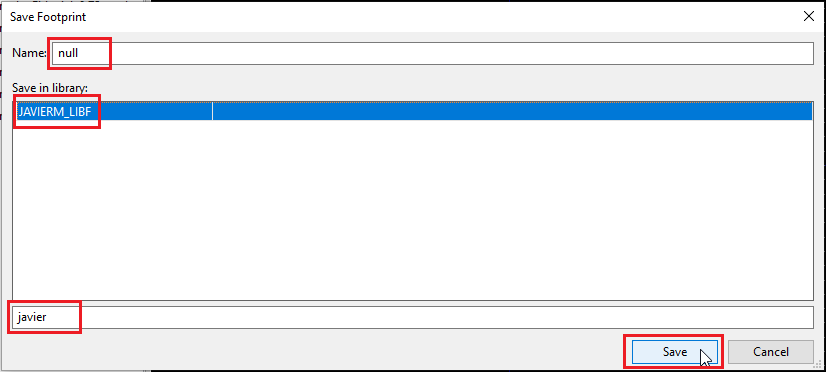 Save Footprint
Name: null
Save in library:
JAVIERM_LIBF
javier
Save Cancel